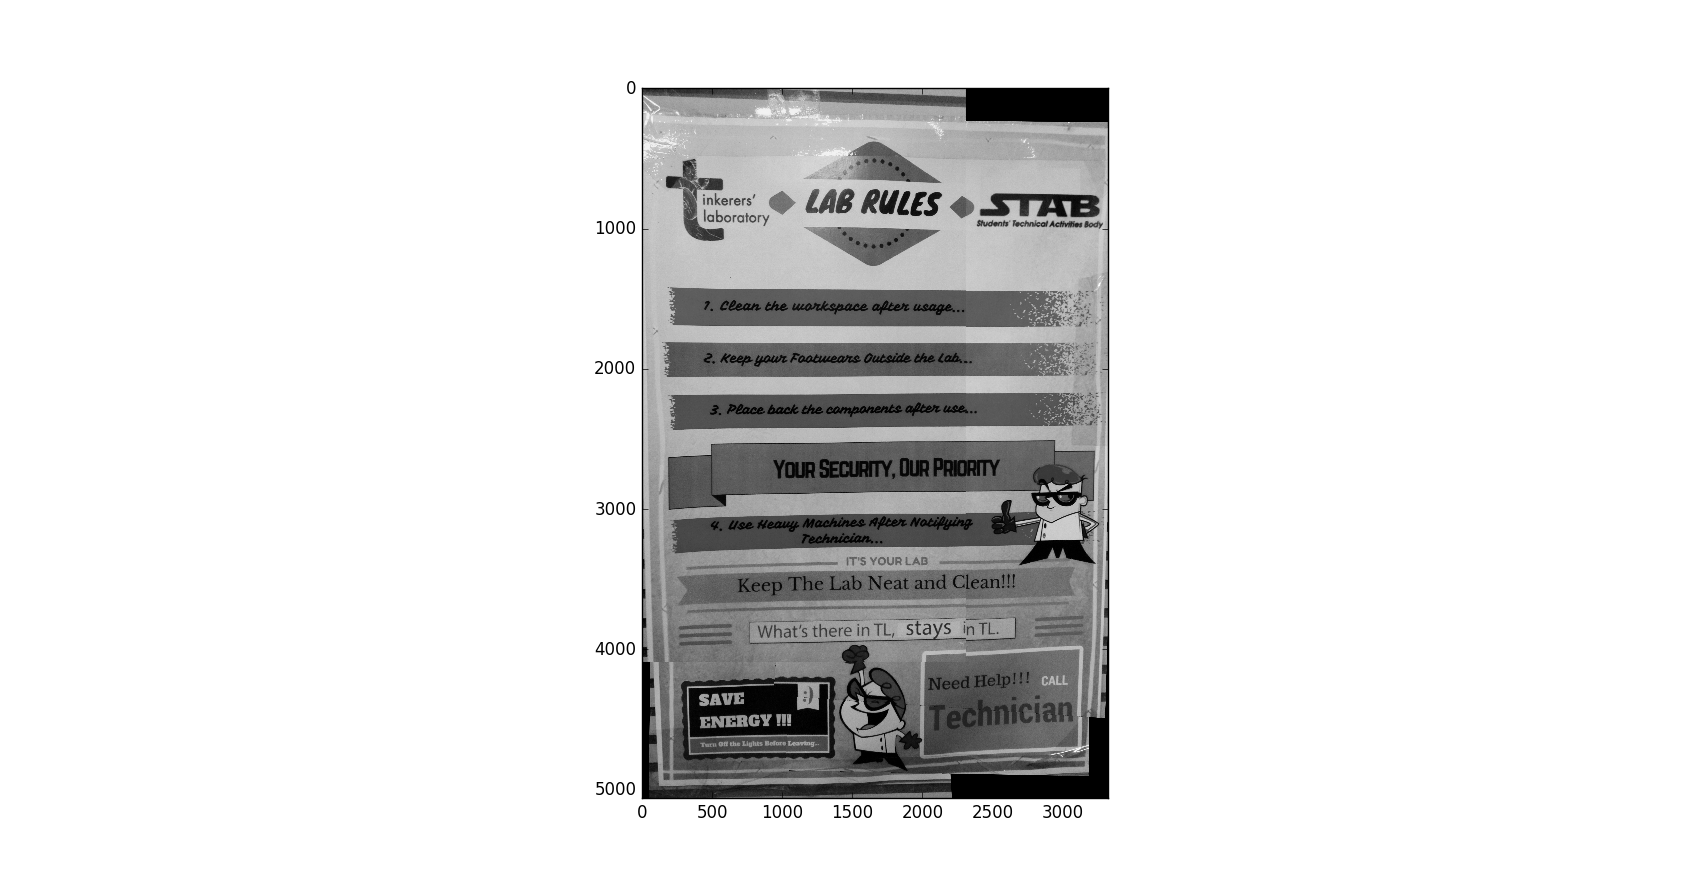 0
1000
2000
3000
4000
5000
0 500 1000 1500 2000 2500 3000
tinkerers'
laboratory
LAB RULES
STAB
Students' Technical Activities Body
1. Clean the workspace after usage...
2. Keep your Footwears Outside the Lab...
3. Place back the components after use...
YOUR SECURITY, OUR PRIORITY
4. Use Heavy Machines After Notifying
Technician...
IT'S YOUR LAB
Keep The Lab Neat and Clean!!!
What's there in TL, stays in TL.
SAVE
ENERGY !!!
Turn Off the Lights Before Leaving...
Need Help!!! CALL
Technician